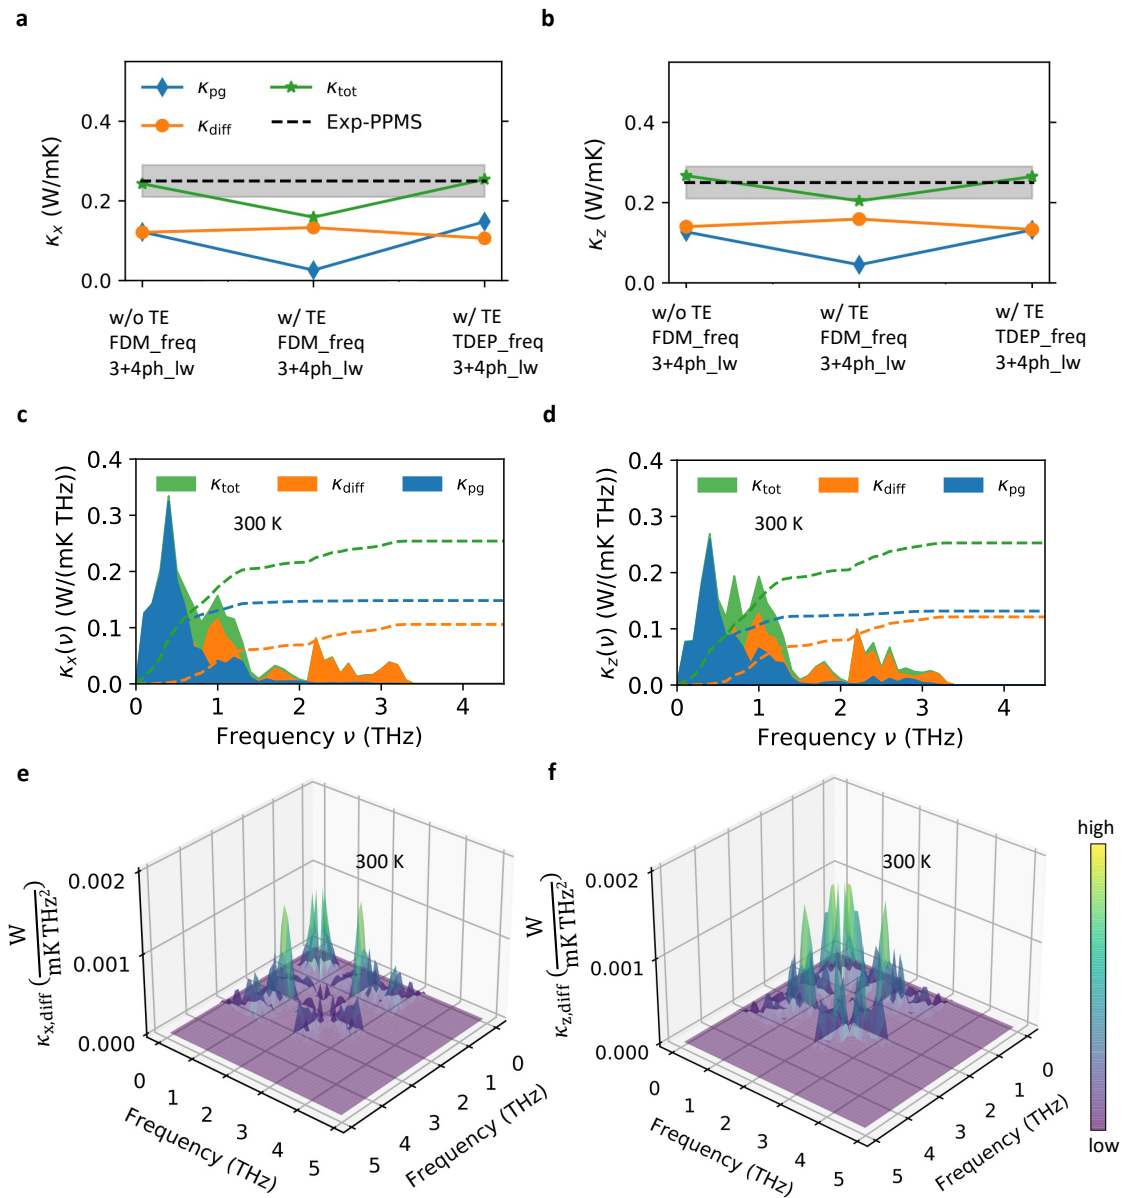 a
b
κx (W/mK)
0.4
0.2
0.0
κpg
κdiff
κtot
Exp-PPMS
w/o TE
FDM_freq
3+4ph_lw
w/ TE
FDM_freq
3+4ph_lw
w/ TE
TDEP_freq
3+4ph_lw
κz (W/mK)
0.4
0.2
0.0
w/o TE
FDM_freq
3+4ph_lw
w/ TE
FDM_freq
3+4ph_lw
w/ TE
TDEP_freq
3+4ph_lw
c
d
κx(ν) (W/(mK THz))
0.4
0.3
0.2
0.1
0.0
κtot κdiff κpg
300 K
0 1 2 3 4
Frequency ν (THz)
κz(ν) (W/(mK THz))
0.4
0.3
0.2
0.1
0.0
κtot κdiff κpg
300 K
0 1 2 3 4
Frequency ν (THz)
e
f
κx,diff (W/mK THz²)
0.002
0.001
0.000
300 K
0 1 2 3 4 5
Frequency (THz)
0 1 2 3 4 5
Frequency (THz)
κz,diff (W/mK THz²)
0.002
0.001
0.000
300 K
0 1 2 3 4 5
Frequency (THz)
0 1 2 3 4 5
Frequency (THz)
high
low